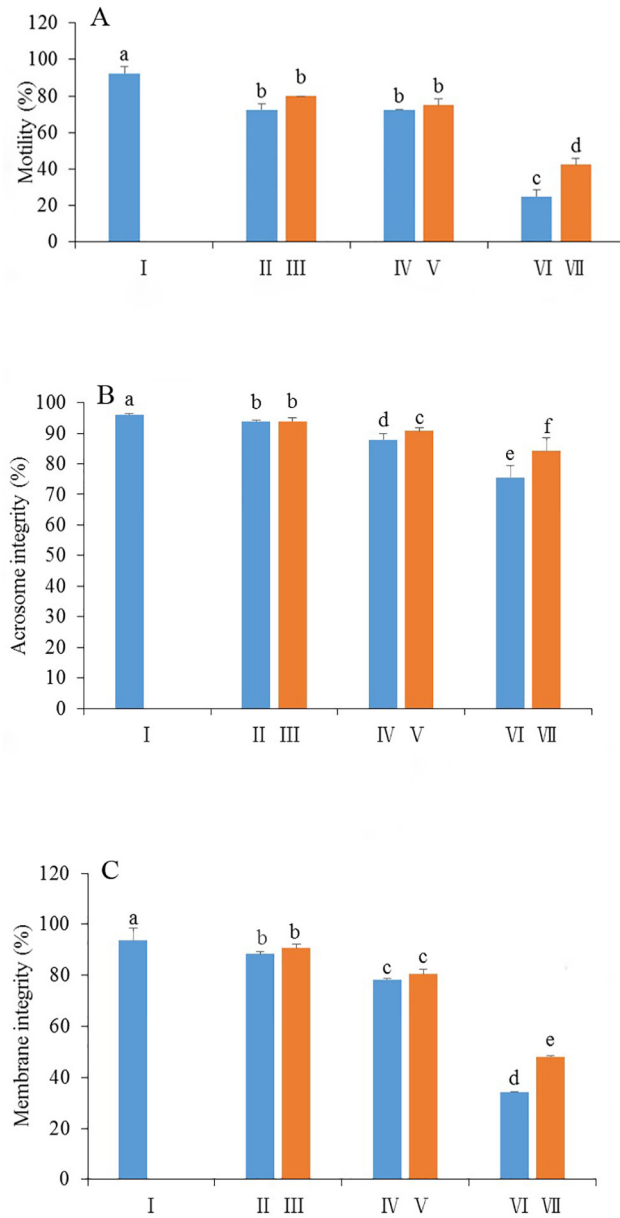 A
120
100
80
60
40
20
0
Motility (%)
a
b b
b b
c d
I II III IV V VI VII
B
100
90
80
70
60
50
40
30
20
10
0
Acrosome integrity (%)
a
b b
d c
e f
I II III IV V VI VII
C
120
100
80
60
40
20
0
Membrane integrity (%)
a
b b
c c
d e
I II III IV V VI VII